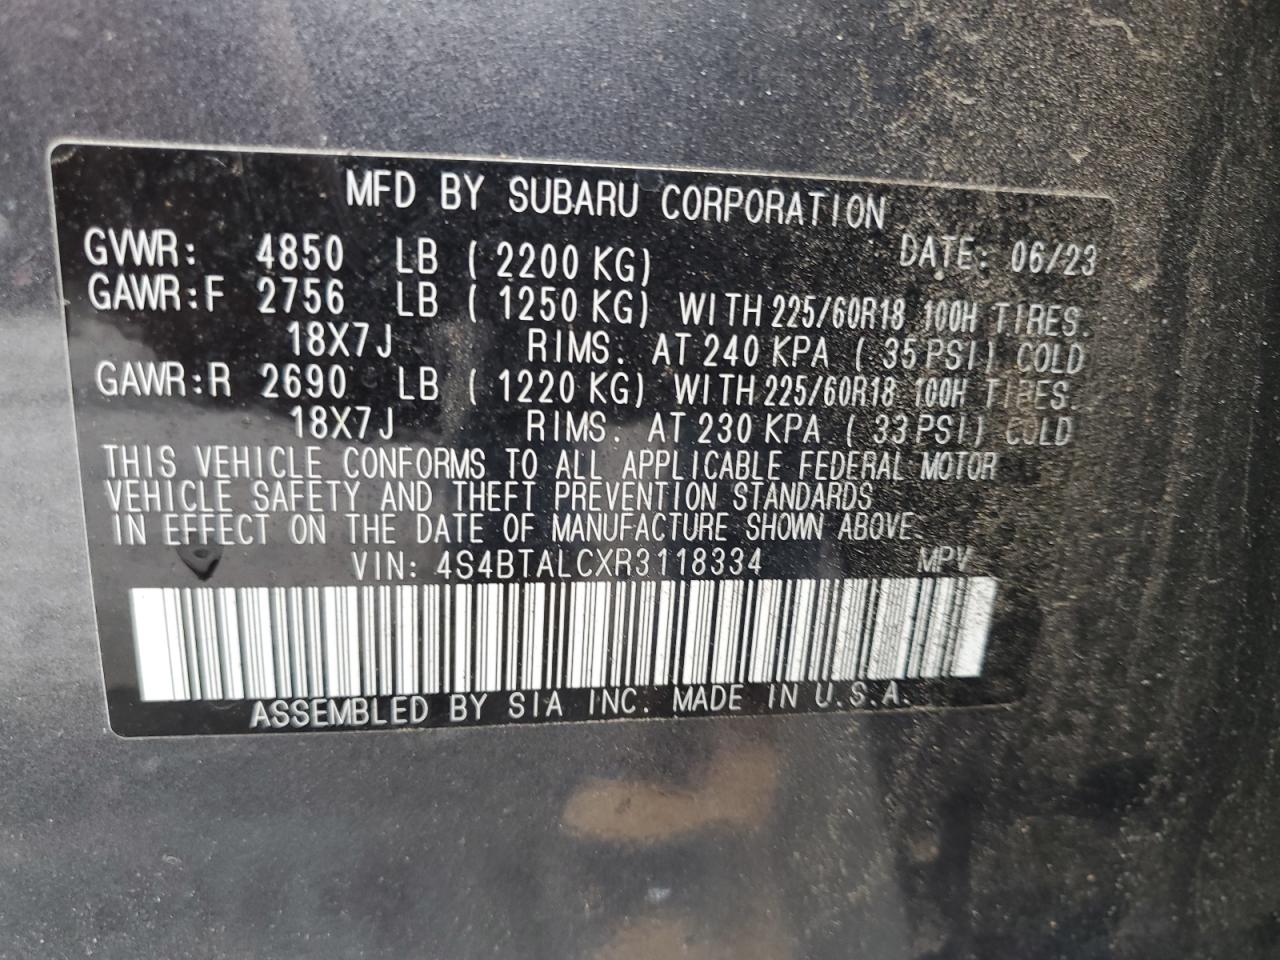 MFD BY SUBARU CORPORATION
GVWR: 4850 LB ( 2200 KG) DATE: 06/23
GAWR:F 2756 LB ( 1250 KG) WITH 225/60R18 100H TIRES.
18X7J RIMS. AT 240 KPA ( 35 PSI) COLD
GAWR:R 2690 LB ( 1220 KG) WITH 225/60R18 100H TIRES.
18X7J RIMS. AT 230 KPA ( 33 PSI) COLD
THIS VEHICLE CONFORMS TO ALL APPLICABLE FEDERAL MOTOR
VEHICLE SAFETY AND THEFT PREVENTION STANDARDS
IN EFFECT ON THE DATE OF MANUFACTURE SHOWN ABOVE.
VIN: 4S4BTALCXR3118334 MPV
ASSEMBLED BY SIA INC. MADE IN U.S.A.